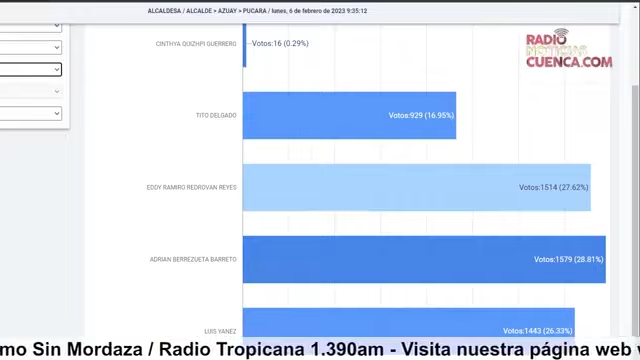 ALCALDESA / ALCALDE > AZUAY > PUCARA / lunes, 6 de febrero de 2023 9:35:12
CINTHYA QUIZHPI GUERRERO
Votos:16 (0.29%)
RADIO
NOTICIAS
CUENCA.COM
TITO DELGADO
Votos:929 (16.95%)
EDDY RAMIRO REDROVAN REYES
Votos:1514 (27.62%)
ADRIAN BERREZUETA BARRETO
Votos:1579 (28.81%)
LUIS YANEZ
Votos:1443 (26.33%)
mo Sin Mordaza / Radio Tropicana 1.390am - Visita nuestra página web